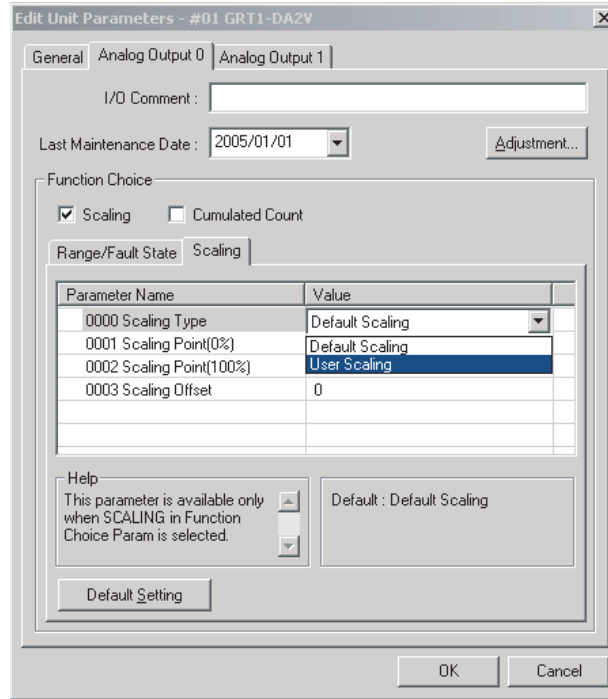 Edit Unit Parameters - #01 GRT1-DA2V
General Analog Output 0 Analog Output 1
I/O Comment :
Last Maintenance Date : 2005/01/01 Adjustment...
Function Choice
Scaling Cumulated Count
Range/Fault State Scaling
Parameter Name Value
0000 Scaling Type Default Scaling
0001 Scaling Point(0%) Default Scaling
0002 Scaling Point(100%) User Scaling
0003 Scaling Offset 0
Help
This parameter is available only
when SCALING in Function
Choice Param is selected.
Default : Default Scaling
Default Setting
OK Cancel